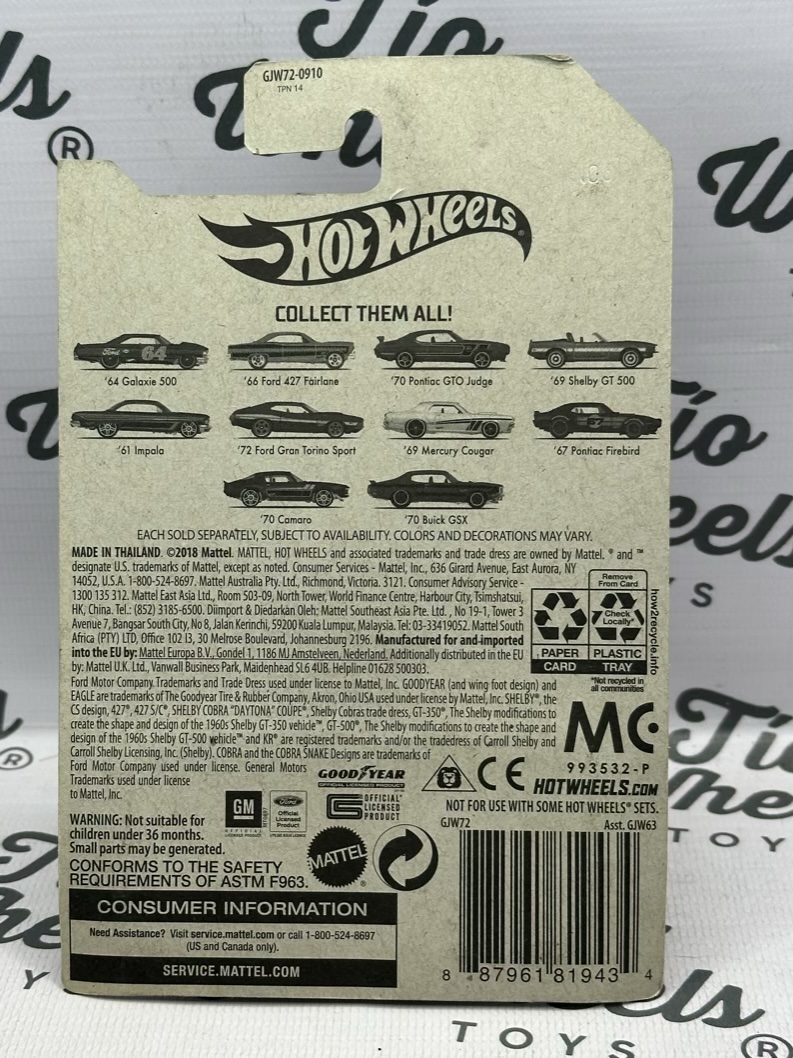 Tío
Wheels
TOYS
®
GJW72-0910
TPN 14
HOT WHEELS®
COLLECT THEM ALL!
Ford 64
'64 Galaxie 500
'66 Ford 427 Fairlane
'70 Pontiac GTO Judge
'69 Shelby GT 500
'61 Impala
'72 Ford Gran Torino Sport
'69 Mercury Cougar
'67 Pontiac Firebird
'70 Camaro
'70 Buick GSX
EACH SOLD SEPARATELY, SUBJECT TO AVAILABILITY. COLORS AND DECORATIONS MAY VARY.
MADE IN THAILAND. ©2018 Mattel. MATTEL, HOT WHEELS and associated trademarks and trade dress are owned by Mattel. ® and ™
designate U.S. trademarks of Mattel, except as noted. Consumer Services - Mattel, Inc., 636 Girard Avenue, East Aurora, NY
14052, U.S.A. 1-800-524-8697. Mattel Australia Pty. Ltd., Richmond, Victoria. 3121. Consumer Advisory Service -
1300 135 312. Mattel East Asia Ltd., Room 503-09, North Tower, World Finance Centre, Harbour City, Tsimshatsui,
HK, China. Tel.: (852) 3185-6500. Diimport & Diedarkan Oleh: Mattel Southeast Asia Pte. Ltd. , No 19-1, Tower 3
Avenue 7, Bangsar South City, No 8, Jalan Kerinchi, 59200 Kuala Lumpur, Malaysia. Tel: 03-33419052. Mattel South
Africa (PTY) LTD, Office 102 I3, 30 Melrose Boulevard, Johannesburg 2196. Manufactured for and imported
into the EU by: Mattel Europa B.V., Gondel 1, 1186 MJ Amstelveen, Nederland. Additionally distributed in the EU
by: Mattel U.K. Ltd., Vanwall Business Park, Maidenhead SL6 4UB. Helpline 01628 500303.
Ford Motor Company Trademarks and Trade Dress used under license to Mattel, Inc. GOODYEAR (and wing foot design) and
EAGLE are trademarks of The Goodyear Tire & Rubber Company, Akron, Ohio USA used under license by Mattel, Inc. SHELBY®, the
CS design, 427®, 427 S/C®, SHELBY COBRA "DAYTONA" COUPE®, Shelby Cobras trade dress, GT-350®, The Shelby modifications to
create the shape and design of the 1960s Shelby GT-350 vehicle™, GT-500®, The Shelby modifications to create the shape and
design of the 1960s Shelby GT-500 vehicle™ and KR® are registered trademarks and/or the tradedress of Carroll Shelby and
Carroll Shelby Licensing, Inc. (Shelby). COBRA and the COBRA SNAKE Designs are trademarks of
Ford Motor Company used under license. General Motors
Trademarks used under license
to Mattel, Inc.
Remove
From Card
Check
Locally*
PAPER
CARD
PLASTIC
TRAY
*Not recycled in
all communities
how2recycle.info
MC
993532-P
GOODYEAR
OFFICIAL LICENSED PRODUCT
CE
HOTWHEELS.COM
GM
OFFICIAL
LICENSED
PRODUCT
Ford
Official
Licensed
Product
OFFICIAL™
LICENSED
PRODUCT
NOT FOR USE WITH SOME HOT WHEELS® SETS.
GJW72
Asst. GJW63
WARNING: Not suitable for
children under 36 months.
Small parts may be generated.
CONFORMS TO THE SAFETY
REQUIREMENTS OF ASTM F963.
MATTEL®
CONSUMER INFORMATION
Need Assistance? Visit service.mattel.com or call 1-800-524-8697
(US and Canada only).
SERVICE.MATTEL.COM
8 87961 81943 4
TOYS ®